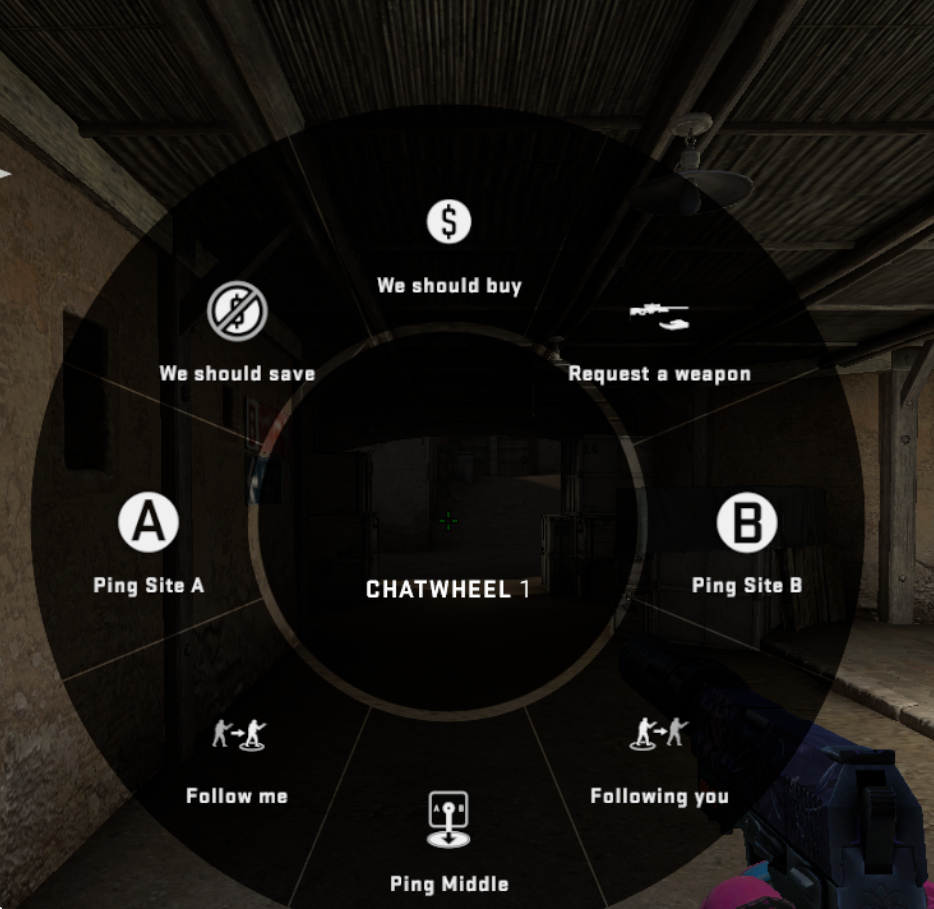 $
We should buy
$
We should save
Request a weapon
A
Ping Site A
B
Ping Site B
CHATWHEEL 1
Follow me
Following you
A B
Ping Middle